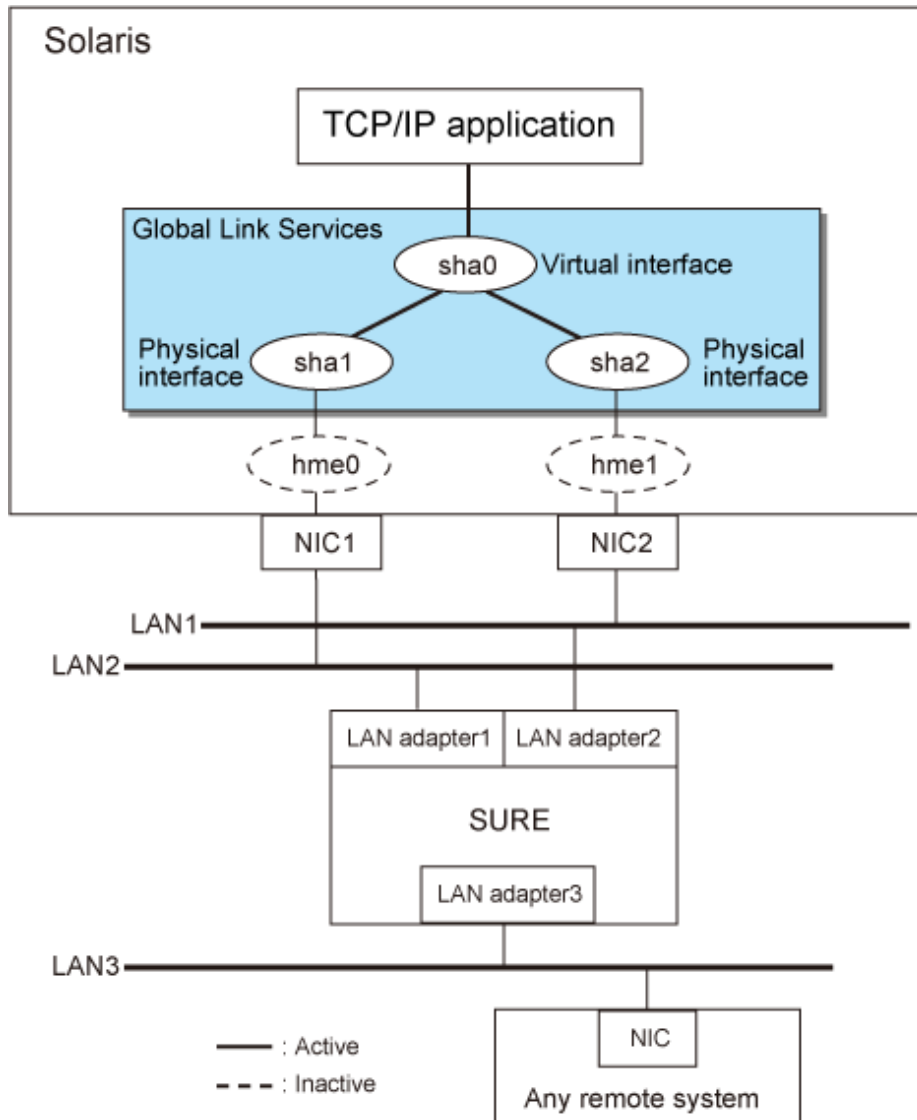 Solaris
TCP/IP application
Global Link Services
sha0
Virtual interface
Physical
interface
sha1
sha2
Physical
interface
hme0
hme1
NIC1
NIC2
LAN1
LAN2
LAN adapter1
LAN adapter2
SURE
LAN adapter3
LAN3
: Active
: Inactive
NIC
Any remote system